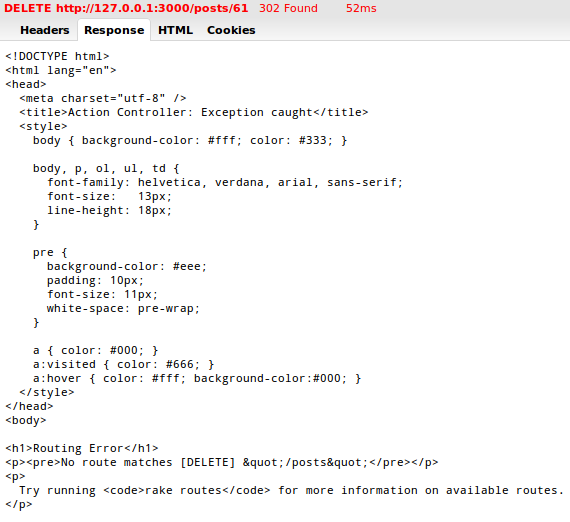 DELETE http://127.0.0.1:3000/posts/61 302 Found 52ms
Headers Response HTML Cookies
<!DOCTYPE html>
<html lang="en">
<head>
  <meta charset="utf-8" />
  <title>Action Controller: Exception caught</title>
  <style>
    body { background-color: #fff; color: #333; }

    body, p, ol, ul, td {
      font-family: helvetica, verdana, arial, sans-serif;
      font-size:   13px;
      line-height: 18px;
    }

    pre {
      background-color: #eee;
      padding: 10px;
      font-size: 11px;
      white-space: pre-wrap;
    }

    a { color: #000; }
    a:visited { color: #666; }
    a:hover { color: #fff; background-color:#000; }
  </style>
</head>
<body>

<h1>Routing Error</h1>
<p><pre>No route matches [DELETE] &quot;/posts&quot;</pre></p>
<p>
  Try running <code>rake routes</code> for more information on available routes.
</p>